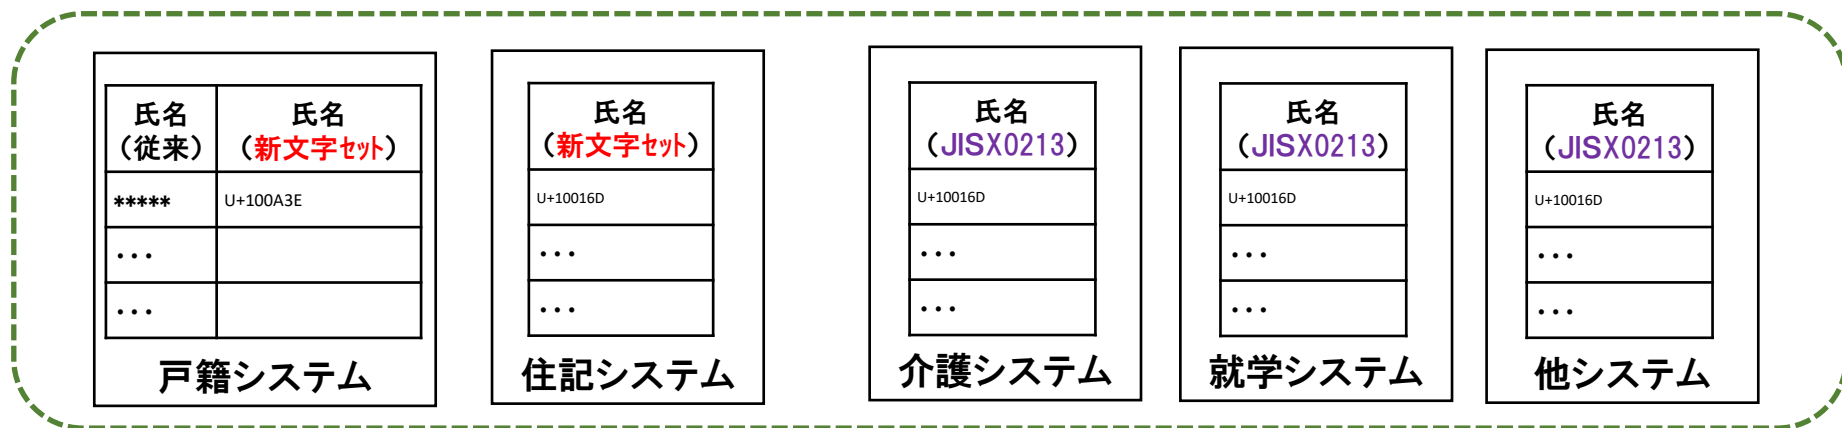 氏名
（従来）
氏名
（新文字セット）
*****
U+100A3E
・・・
・・・
戸籍システム
氏名
（新文字セット）
U+10016D
・・・
・・・
住記システム
氏名
（JISX0213）
U+10016D
・・・
・・・
介護システム
氏名
（JISX0213）
U+10016D
・・・
・・・
就学システム
氏名
（JISX0213）
U+10016D
・・・
・・・
他システム